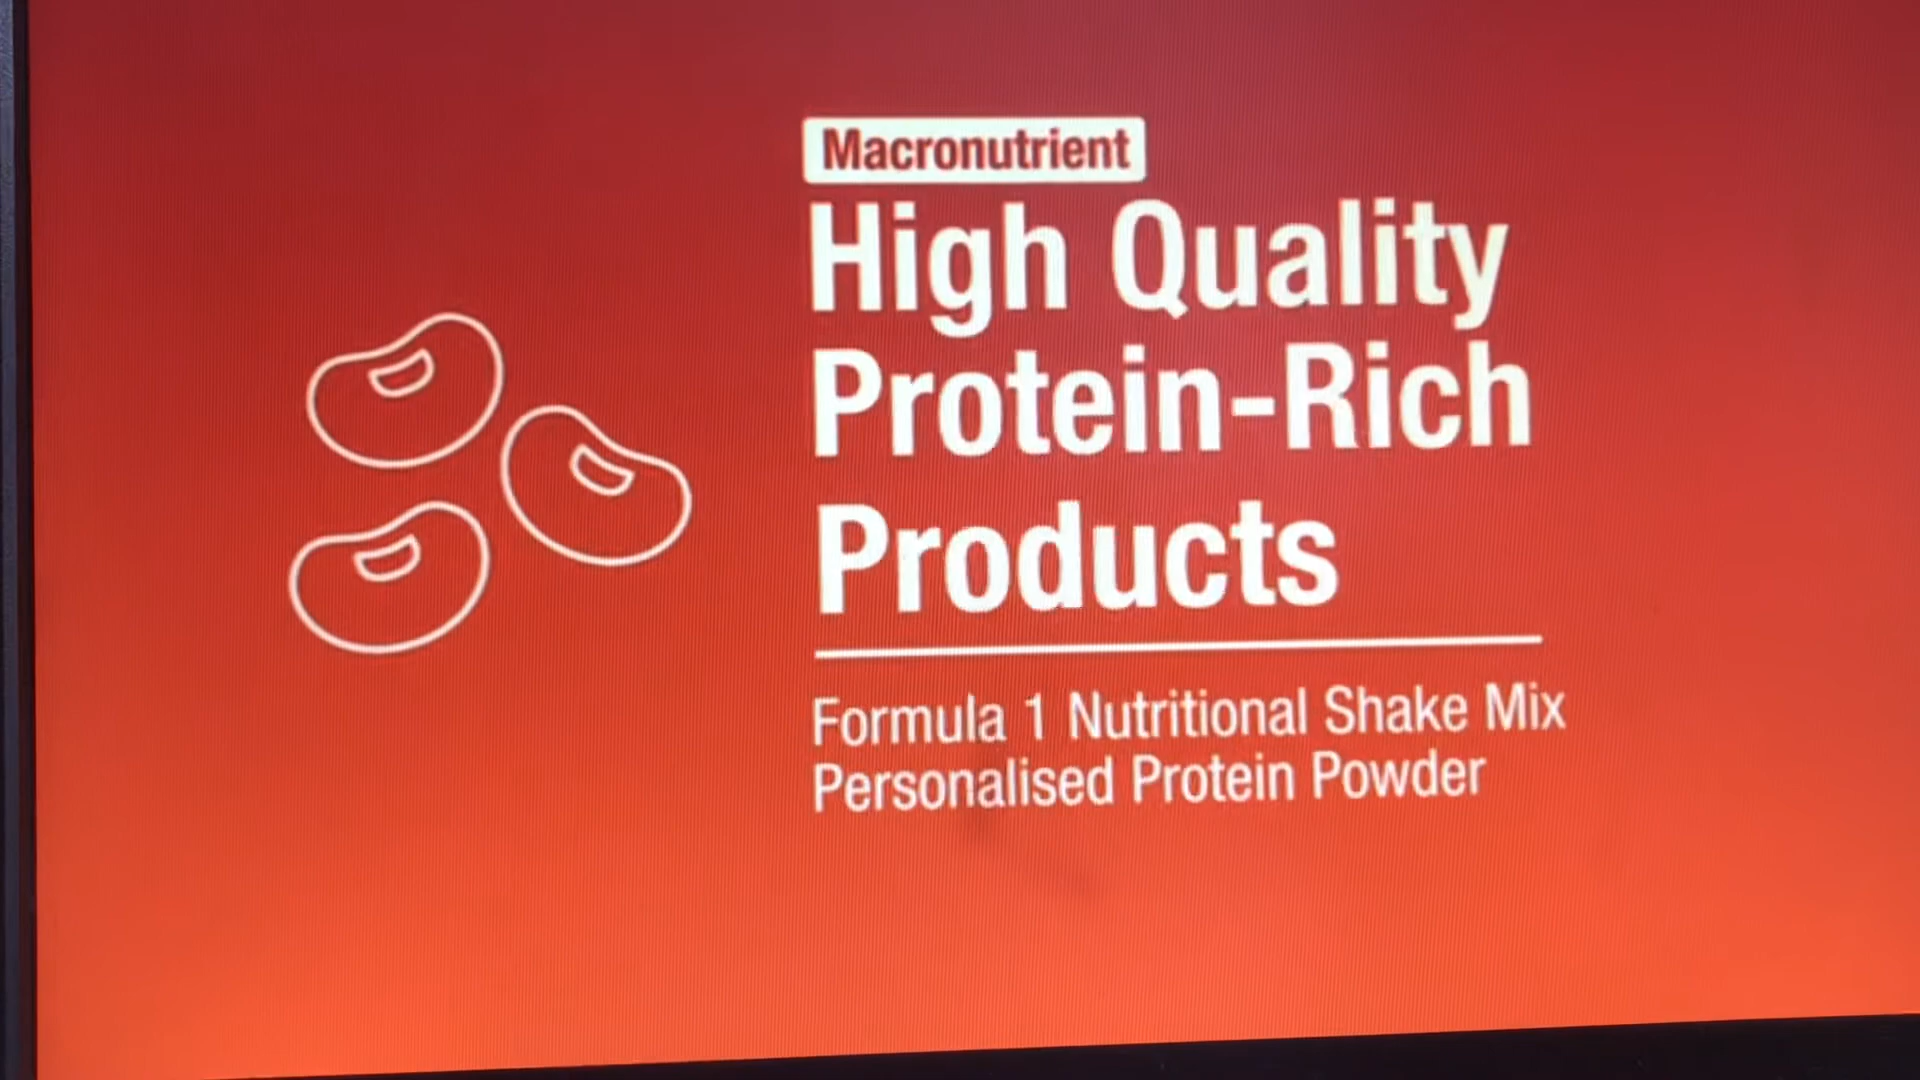 Macronutrient
High Quality
Protein-Rich
Products
Formula 1 Nutritional Shake Mix
Personalised Protein Powder